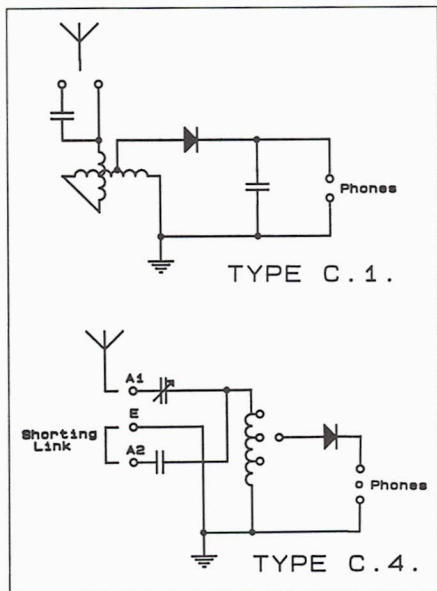 Phones
TYPE C.1.
A1
E
Shorting
Link
A2
Phones
TYPE C.4.